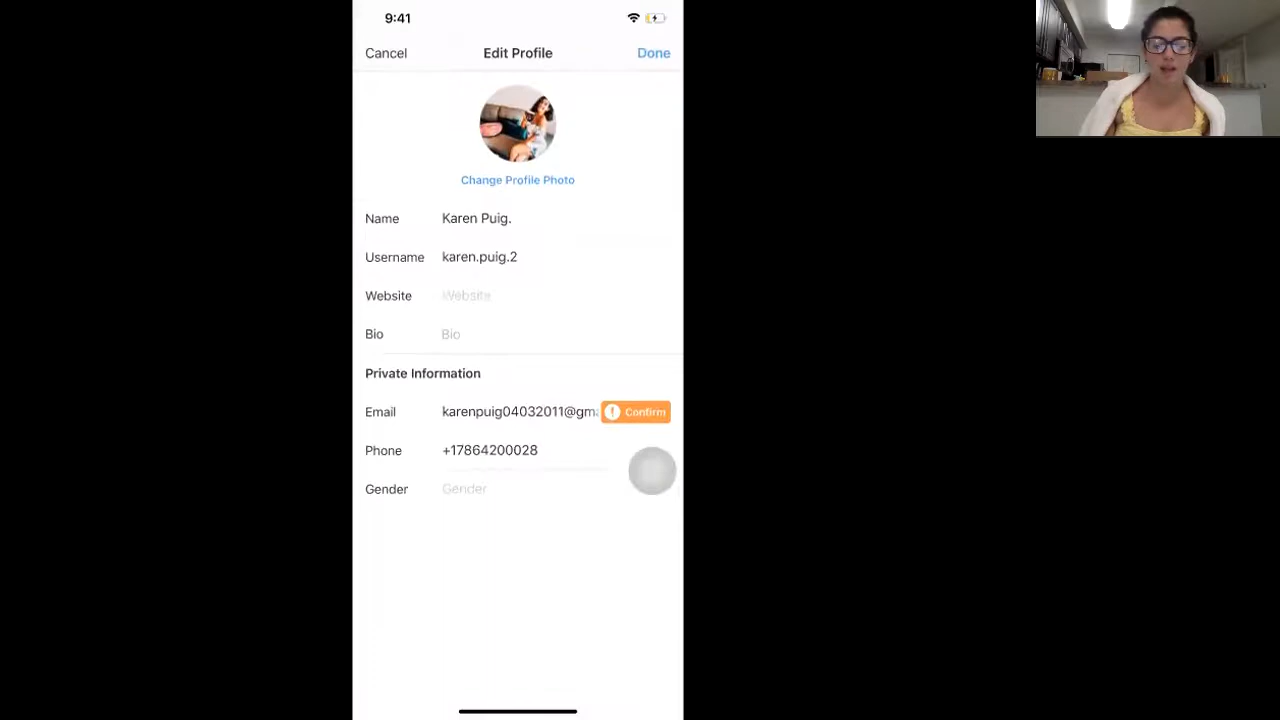 9:41
Cancel Edit Profile Done
Change Profile Photo
Name Karen Puig.
Username karen.puig.2
Website Website
Bio Bio
Private Information
Email karenpuig04032011@gma ! Confirm
Phone +17864200028
Gender Gender